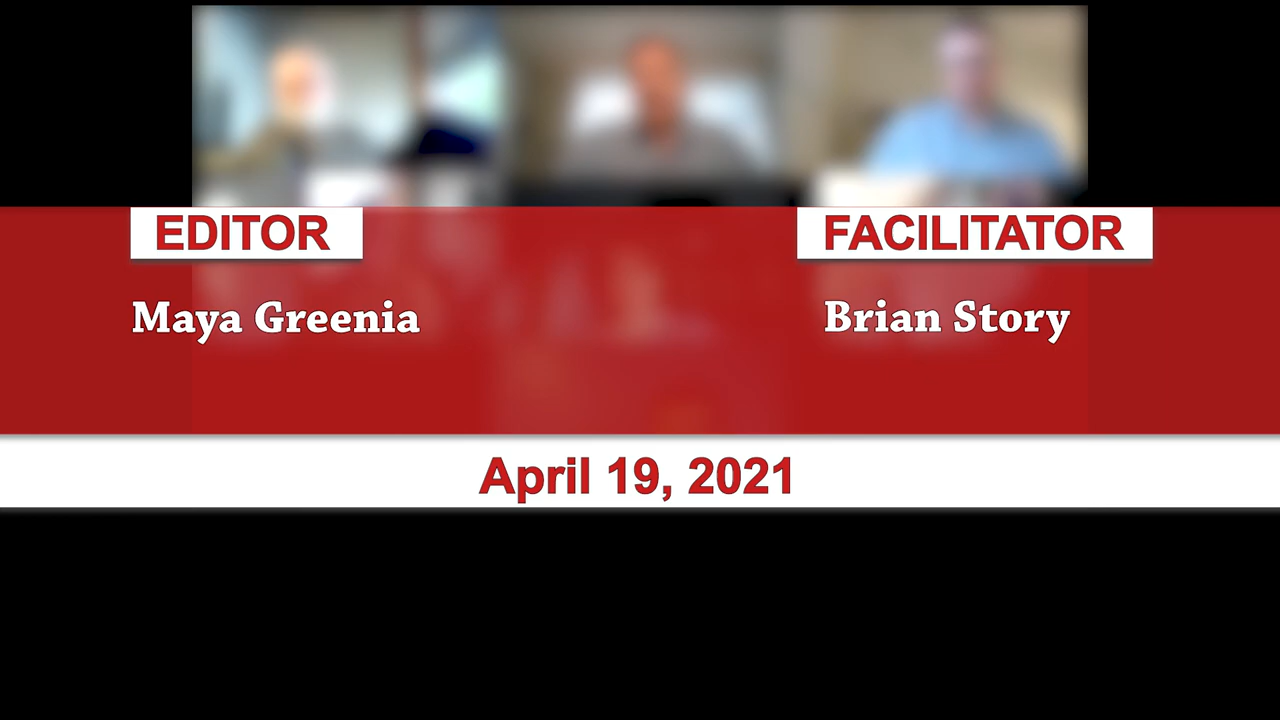 EDITOR
Maya Greenia
FACILITATOR
Brian Story
April 19, 2021